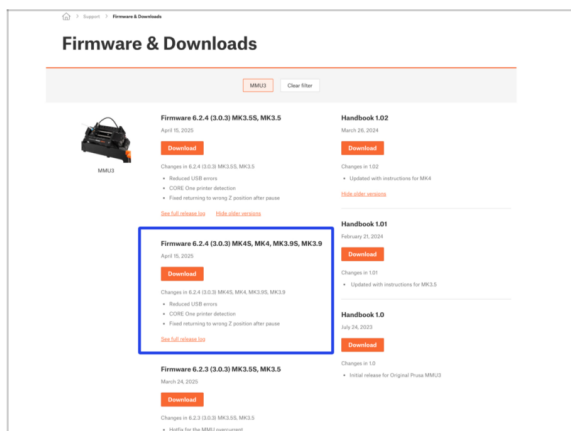 Support > Firmware & Downloads
Firmware & Downloads
MMU3 Clear filter
MMU3
Firmware 6.2.4 (3.0.3) MK3.5S, MK3.5
April 15, 2025
Download
Changes in 6.2.4 (3.0.3) MK3.5S, MK3.5
• Reduced USB errors
• CORE One printer detection
• Fixed returning to wrong Z position after pause
See full release log Hide older versions
Firmware 6.2.4 (3.0.3) MK4S, MK4, MK3.9S, MK3.9
April 15, 2025
Download
Changes in 6.2.4 (3.0.3) MK4S, MK4, MK3.9S, MK3.9
• Reduced USB errors
• CORE One printer detection
• Fixed returning to wrong Z position after pause
See full release log
Firmware 6.2.3 (3.0.3) MK3.5S, MK3.5
March 24, 2025
Download
Changes in 6.2.3 (3.0.3) MK3.5S, MK3.5
• Hotfix for the MMU overcurrent
Handbook 1.02
March 28, 2024
Download
Changes in 1.02
• Updated with instructions for MK4
Hide older versions
Handbook 1.01
February 21, 2024
Download
Changes in 1.01
• Updated with instructions for MK3.5
Handbook 1.0
July 24, 2023
Download
Changes in 1.0
• Initial release for Original Prusa MMU3